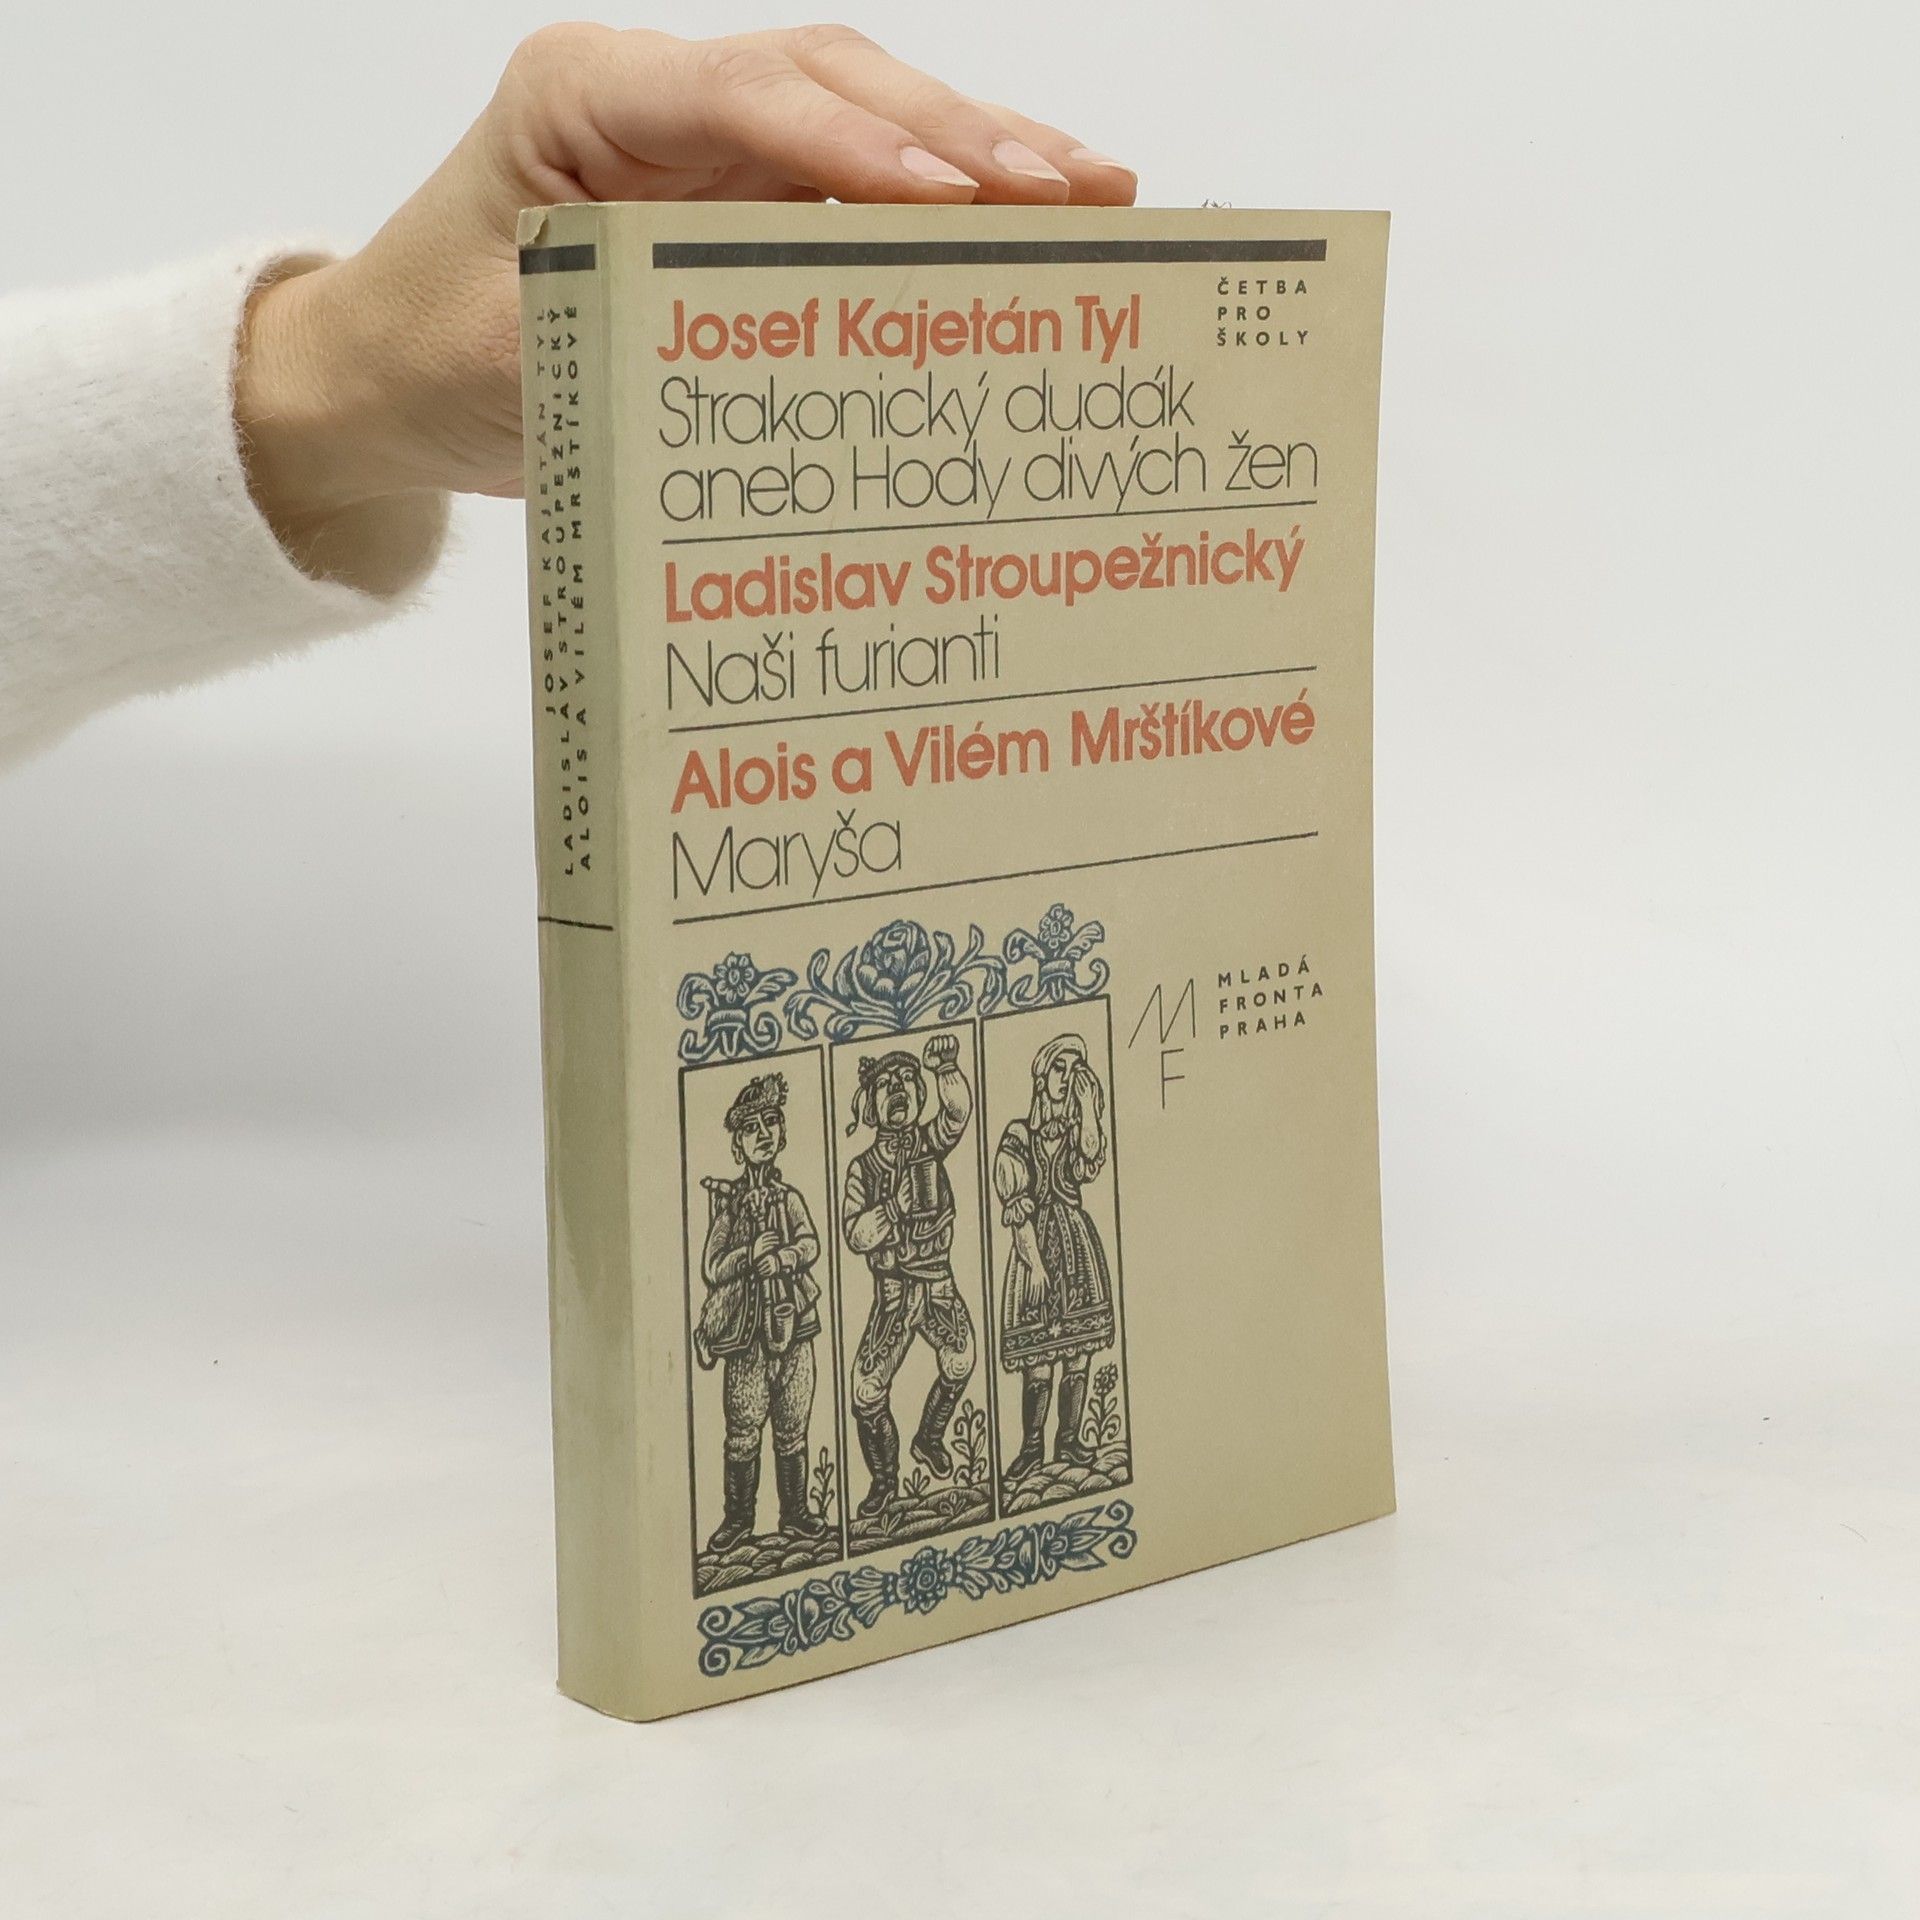 JOSEF KAJETÁN TYL
LADISLAV STROUPEŽNICKÝ
ALOIS A VILÉM MRŠTÍKOVÉ
ČETBA
PRO
ŠKOLY
Josef Kajetán Tyl
Strakonický dudák
aneb Hody divých žen
Ladislav Stroupežnický
Naši furianti
Alois a Vilém Mrštíkové
Maryša
MF
MLADÁ
FRONTA
PRAHA